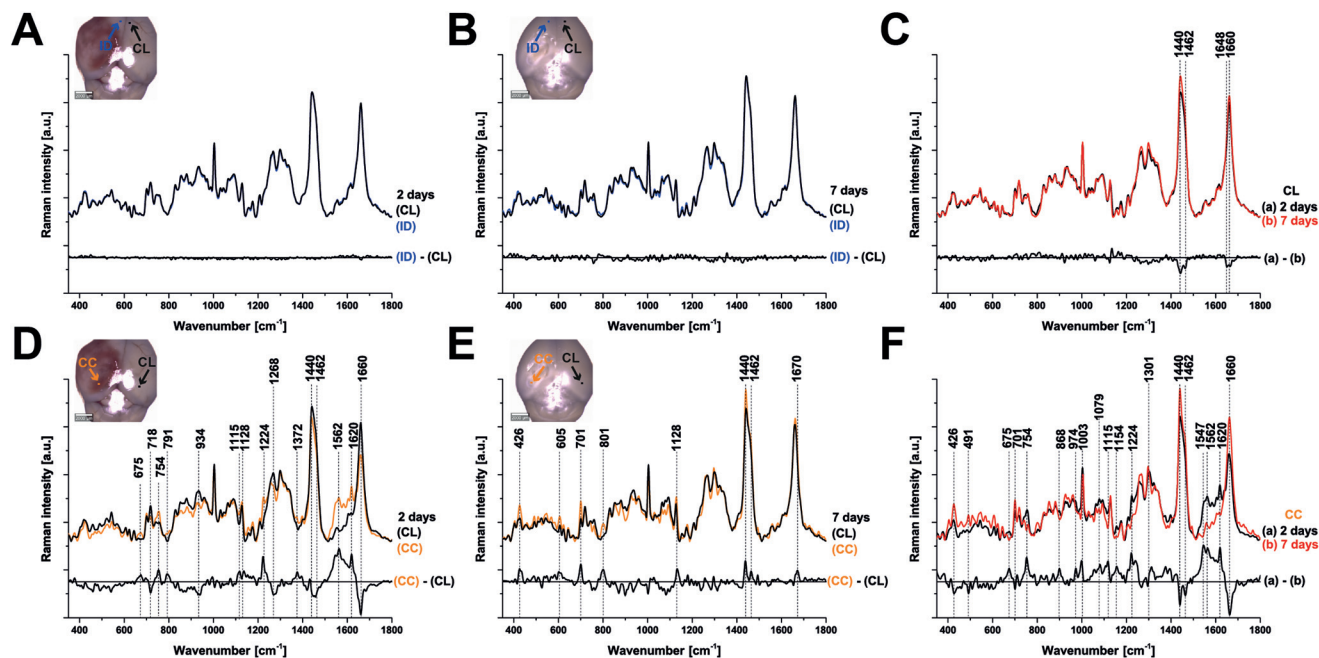 A
ID
CL
Raman intensity [a.u.]
2 days
(CL)
(ID)
(ID) - (CL)
400 600 800 1000 1200 1400 1600 1800
Wavenumber [cm-1]
B
ID
CL
Raman intensity [a.u.]
7 days
(CL)
(ID)
(ID) - (CL)
400 600 800 1000 1200 1400 1600 1800
Wavenumber [cm-1]
C
1440
1462
1648
1660
Raman intensity [a.u.]
CL
(a) 2 days
(b) 7 days
(a) - (b)
400 600 800 1000 1200 1400 1600 1800
Wavenumber [cm-1]
D
CC
CL
675
718
754
791
934
1115
1128
1224
1268
1372
1440
1462
1562
1620
1660
Raman intensity [a.u.]
2 days
(CL)
(CC)
(CC) - (CL)
400 600 800 1000 1200 1400 1600 1800
Wavenumber [cm-1]
E
CC
CL
426
605
701
801
1128
1440
1462
1670
Raman intensity [a.u.]
7 days
(CL)
(CC)
(CC) - (CL)
400 600 800 1000 1200 1400 1600 1800
Wavenumber [cm-1]
F
426
491
675
701
754
868
974
1003
1079
1115
1154
1224
1301
1440
1462
1547
1562
1620
1660
Raman intensity [a.u.]
CC
(a) 2 days
(b) 7 days
(a) - (b)
400 600 800 1000 1200 1400 1600 1800
Wavenumber [cm-1]